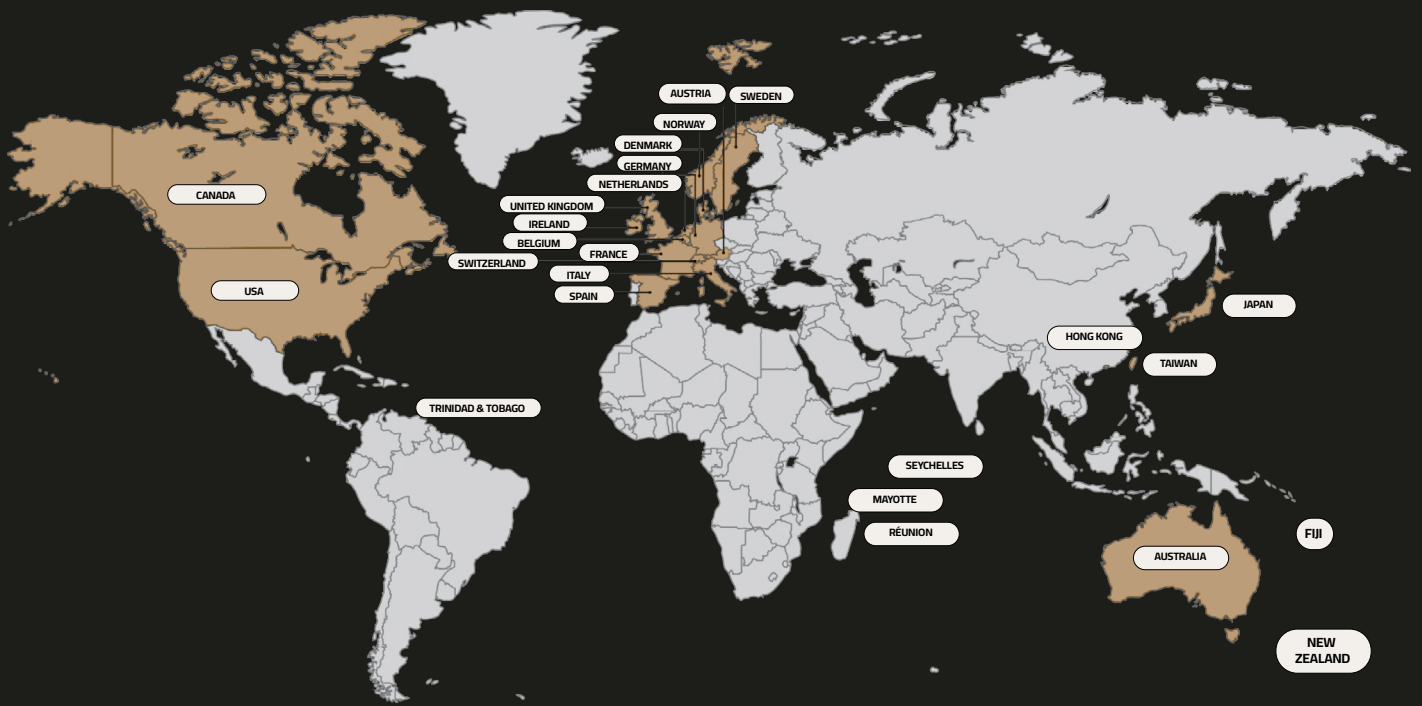 AUSTRIA
SWEDEN
NORWAY
DENMARK
GERMANY
NETHERLANDS
CANADA
UNITED KINGDOM
IRELAND
BELGIUM
FRANCE
SWITZERLAND
ITALY
USA
SPAIN
JAPAN
HONG KONG
TAIWAN
TRINIDAD & TOBAGO
SEYCHELLES
MAYOTTE
RÉUNION
FIJI
AUSTRALIA
NEW
ZEALAND